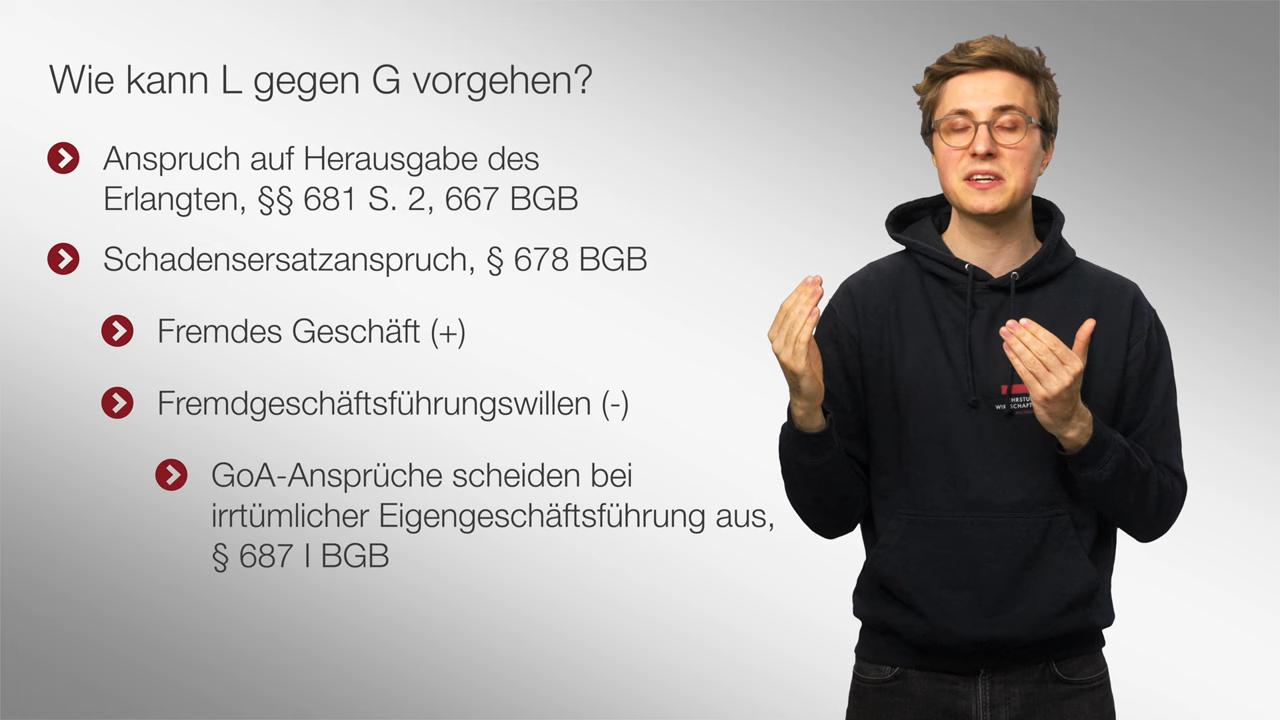 Wie kann L gegen G vorgehen?
Anspruch auf Herausgabe des
Erlangten, §§ 681 S. 2, 667 BGB
Schadensersatzanspruch, § 678 BGB
Fremdes Geschäft (+)
Fremdgeschäftsführungswillen (-)
GoA-Ansprüche scheiden bei
irrtümlicher Eigengeschäftsführung aus,
§ 687 I BGB